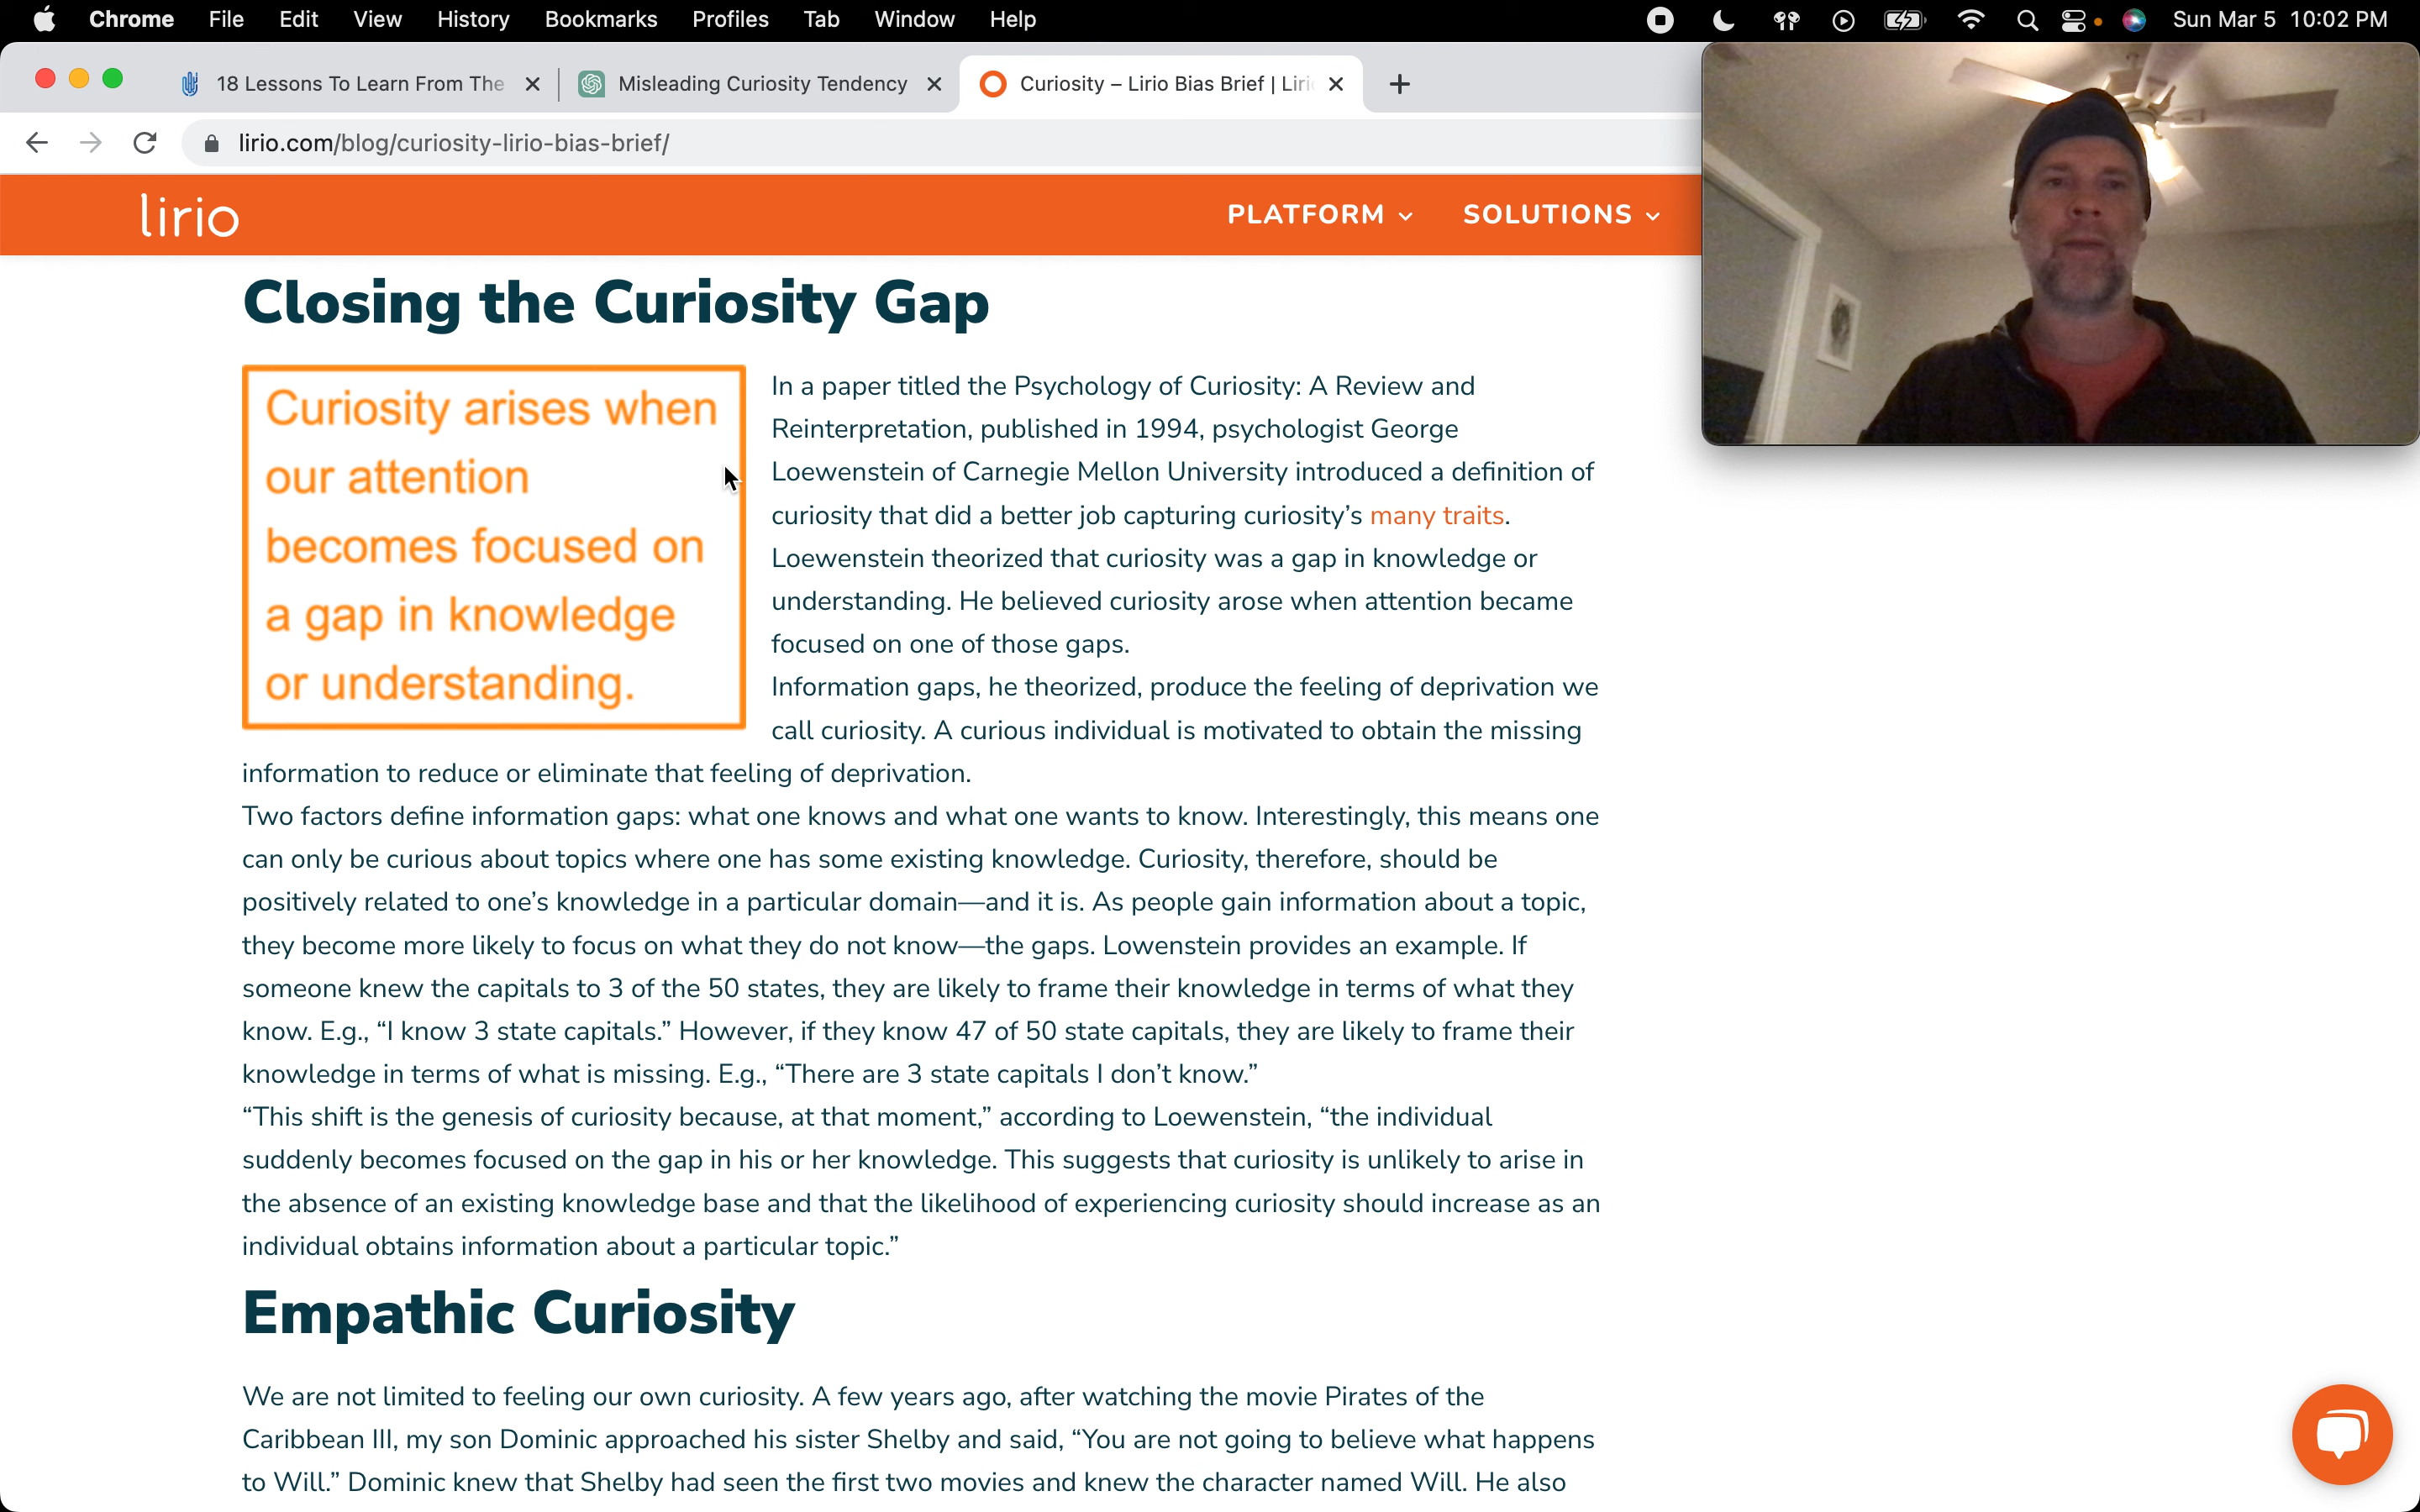 Chrome File Edit View History Bookmarks Profiles Tab Window Help Sun Mar 5 10:02 PM
18 Lessons To Learn From The
Misleading Curiosity Tendency
Curiosity – Lirio Bias Brief | Liri
lirio.com/blog/curiosity-lirio-bias-brief/
lirio PLATFORM SOLUTIONS
Closing the Curiosity Gap
Curiosity arises when
our attention
becomes focused on
a gap in knowledge
or understanding.
In a paper titled the Psychology of Curiosity: A Review and
Reinterpretation, published in 1994, psychologist George
Loewenstein of Carnegie Mellon University introduced a definition of
curiosity that did a better job capturing curiosity’s many traits.
Loewenstein theorized that curiosity was a gap in knowledge or
understanding. He believed curiosity arose when attention became
focused on one of those gaps.
Information gaps, he theorized, produce the feeling of deprivation we
call curiosity. A curious individual is motivated to obtain the missing
information to reduce or eliminate that feeling of deprivation.
Two factors define information gaps: what one knows and what one wants to know. Interestingly, this means one
can only be curious about topics where one has some existing knowledge. Curiosity, therefore, should be
positively related to one’s knowledge in a particular domain—and it is. As people gain information about a topic,
they become more likely to focus on what they do not know—the gaps. Lowenstein provides an example. If
someone knew the capitals to 3 of the 50 states, they are likely to frame their knowledge in terms of what they
know. E.g., “I know 3 state capitals.” However, if they know 47 of 50 state capitals, they are likely to frame their
knowledge in terms of what is missing. E.g., “There are 3 state capitals I don’t know.”
“This shift is the genesis of curiosity because, at that moment,” according to Loewenstein, “the individual
suddenly becomes focused on the gap in his or her knowledge. This suggests that curiosity is unlikely to arise in
the absence of an existing knowledge base and that the likelihood of experiencing curiosity should increase as an
individual obtains information about a particular topic.”
Empathic Curiosity
We are not limited to feeling our own curiosity. A few years ago, after watching the movie Pirates of the
Caribbean III, my son Dominic approached his sister Shelby and said, “You are not going to believe what happens
to Will.” Dominic knew that Shelby had seen the first two movies and knew the character named Will. He also